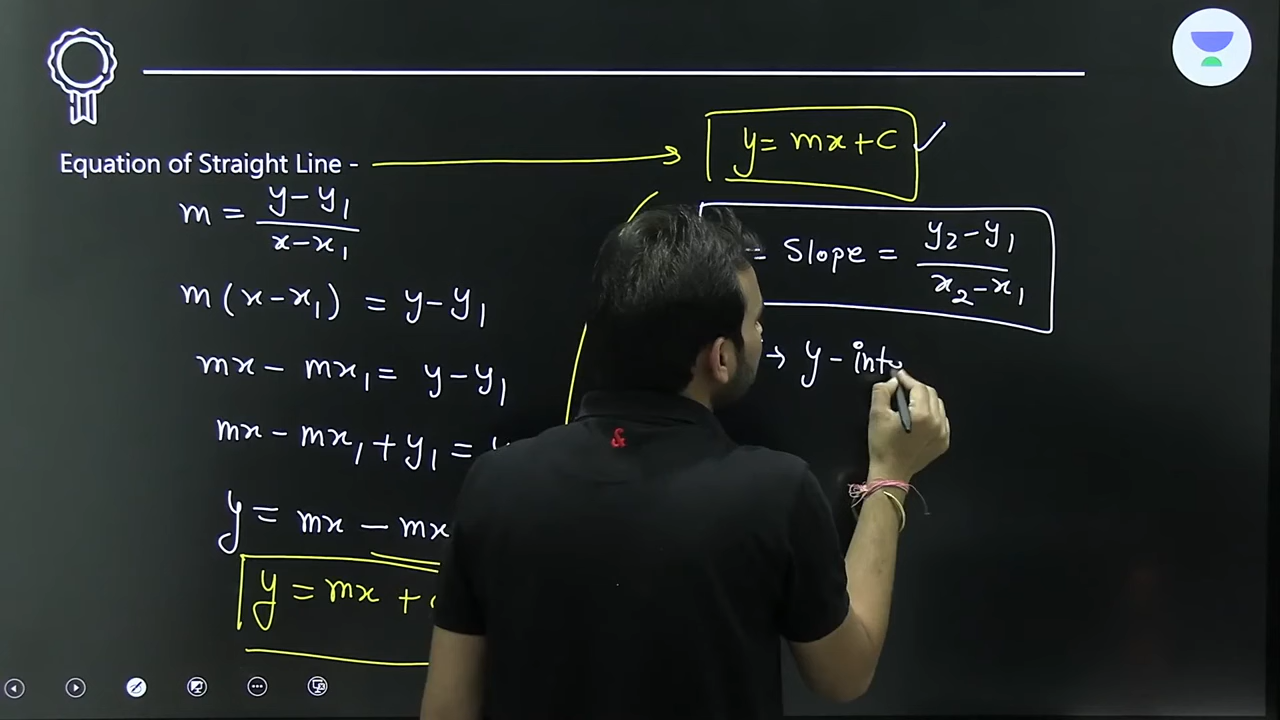 Equation of Straight Line -
y = mx + c
m = y - y₁ / x - x₁
= Slope = y₂ - y₁ / x₂ - x₁
m (x - x₁) = y - y₁
→ y - inte
mx - mx₁ = y - y₁
mx - mx₁ + y₁ =
y = mx - mx
y = mx +
&